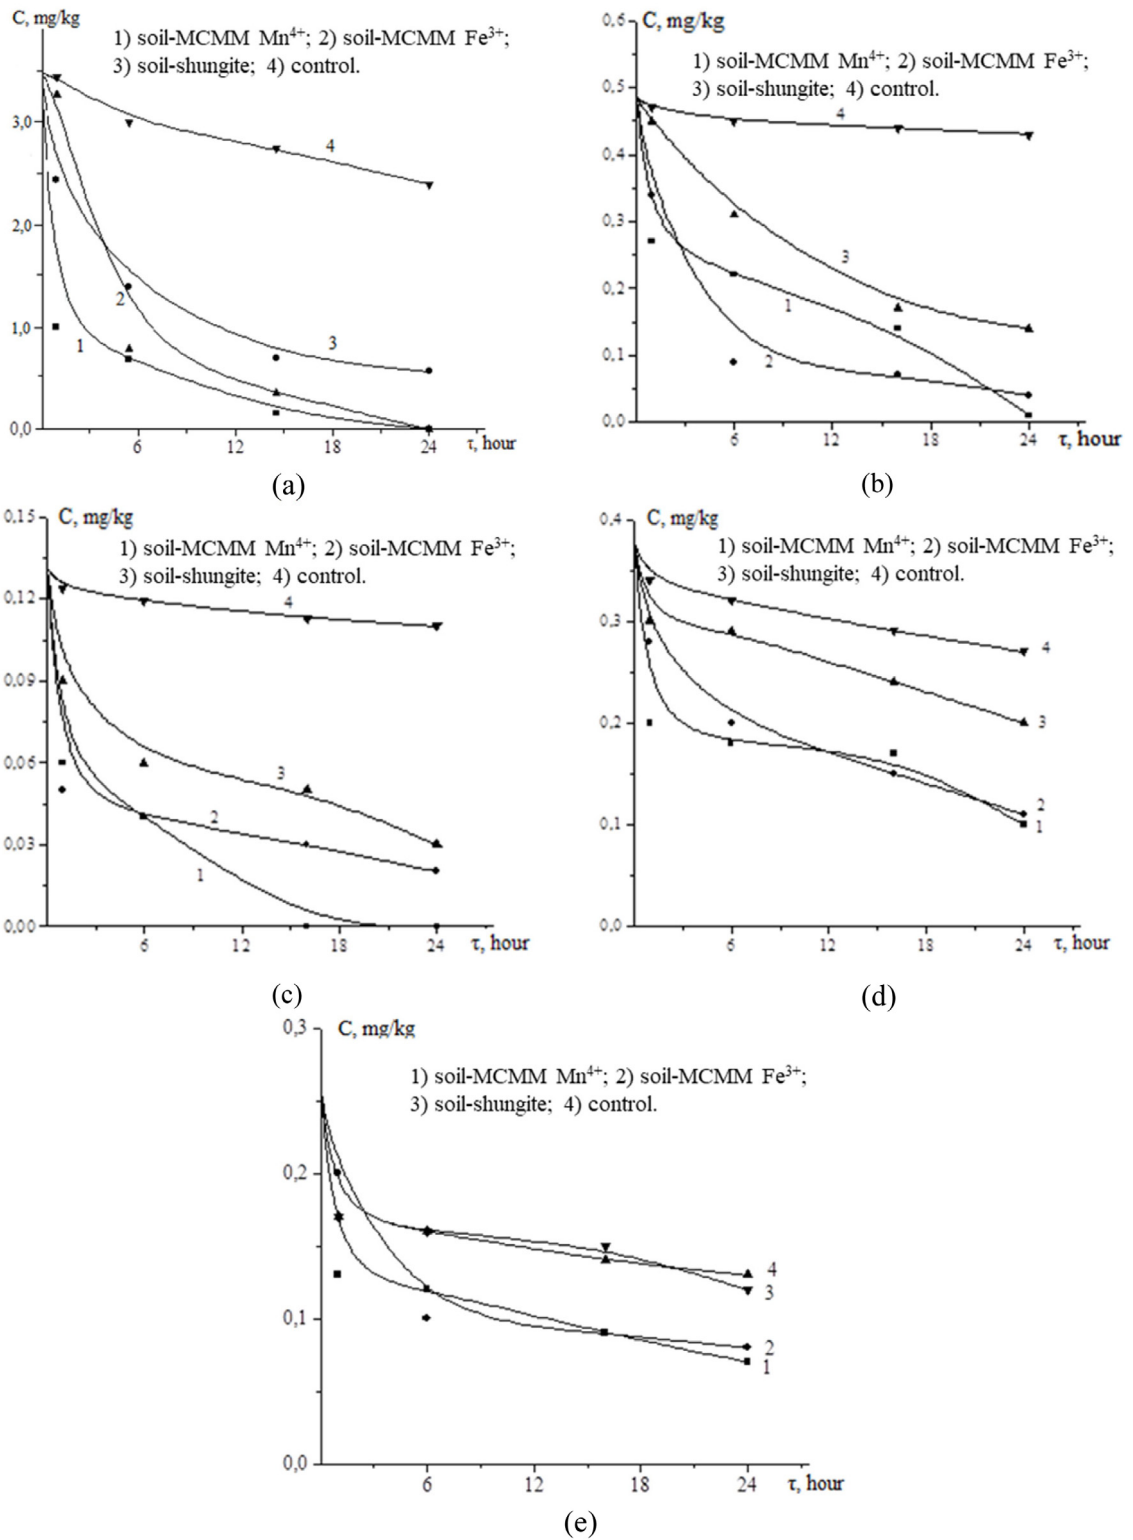 C, mg/kg
1) soil-MCMM Mn⁴⁺; 2) soil-MCMM Fe³⁺;
3) soil-shungite; 4) control.
3,0
2,0
1,0
0,0
4
2
3
1
6
12
18
24
τ, hour
(a)
0,6
C, mg/kg
1) soil-MCMM Mn⁴⁺; 2) soil-MCMM Fe³⁺;
3) soil-shungite; 4) control.
0,5
0,4
0,3
0,2
0,1
0,0
4
3
1
2
6
12
18
24
τ, hour
(b)
0,15
C, mg/kg
1) soil-MCMM Mn⁴⁺; 2) soil-MCMM Fe³⁺;
3) soil-shungite; 4) control.
0,12
0,09
0,06
0,03
0,00
4
3
2
1
6
12
18
24
τ, hour
(c)
0,4
C, mg/kg
1) soil-MCMM Mn⁴⁺; 2) soil-MCMM Fe³⁺;
3) soil-shungite; 4) control.
0,3
0,2
0,1
0,0
4
3
2
1
6
12
18
24
τ, hour
(d)
0,3
C, mg/kg
1) soil-MCMM Mn⁴⁺; 2) soil-MCMM Fe³⁺;
3) soil-shungite; 4) control.
0,2
0,1
0,0
4
3
2
1
6
12
18
24
τ, hour
(e)